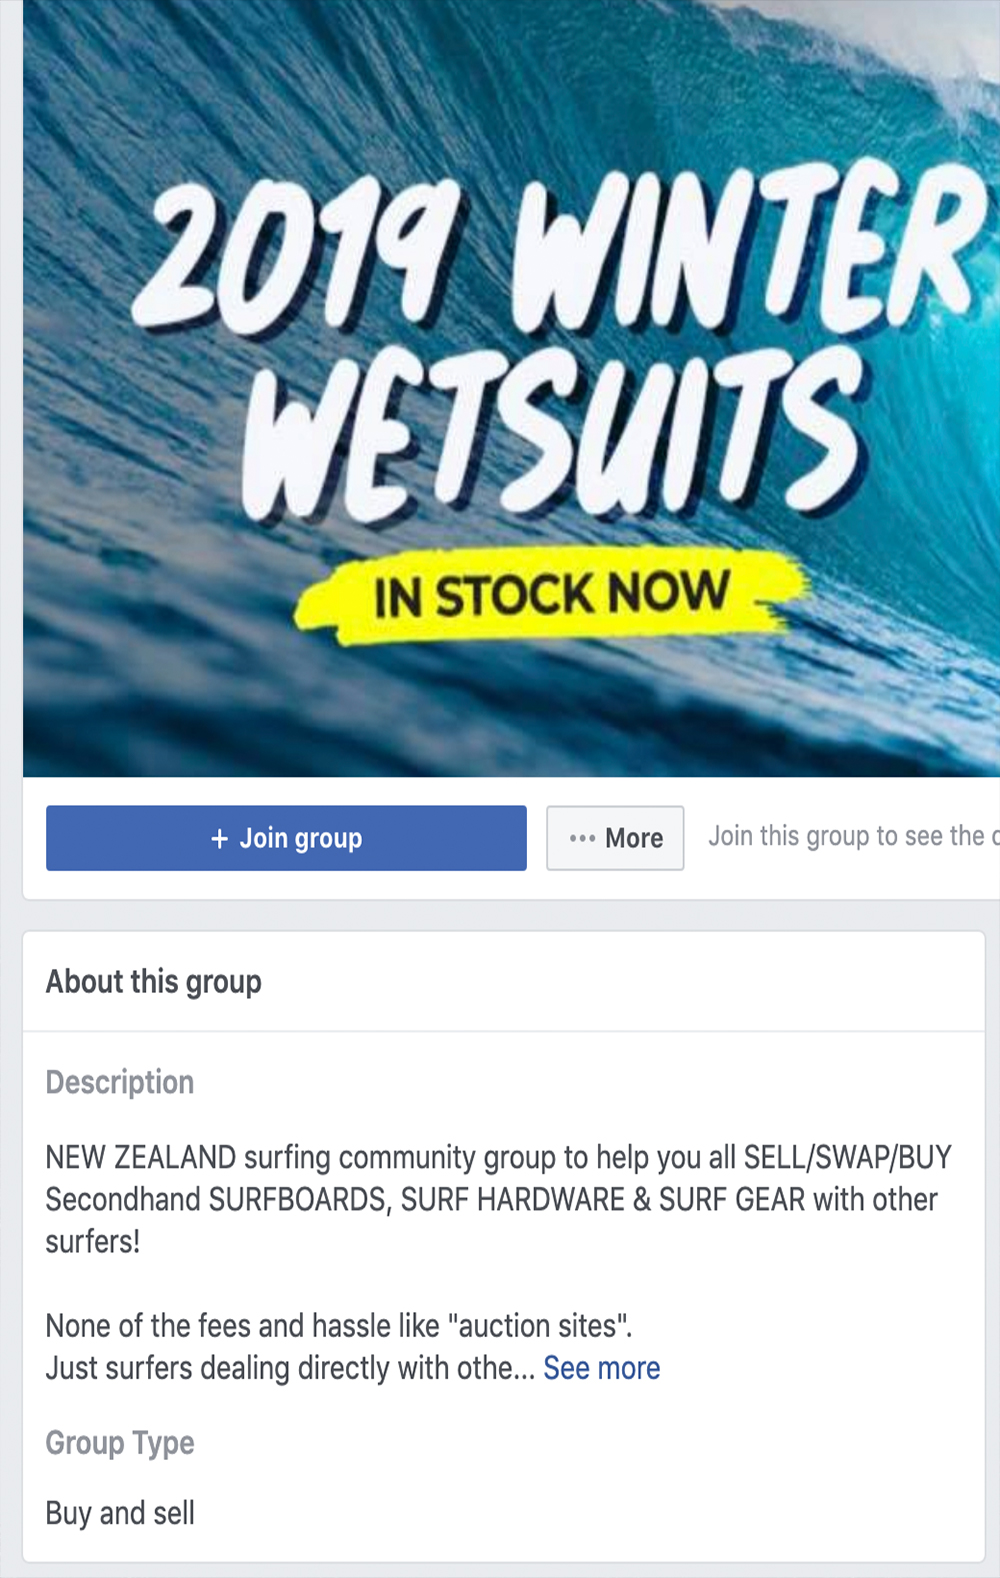 2019 WINTER
WETSUITS
IN STOCK NOW
+ Join group
••• More
Join this group to see the
About this group
Description
NEW ZEALAND surfing community group to help you all SELL/SWAP/BUY
Secondhand SURFBOARDS, SURF HARDWARE & SURF GEAR with other
surfers!
None of the fees and hassle like "auction sites".
Just surfers dealing directly with othe... See more
Group Type
Buy and sell